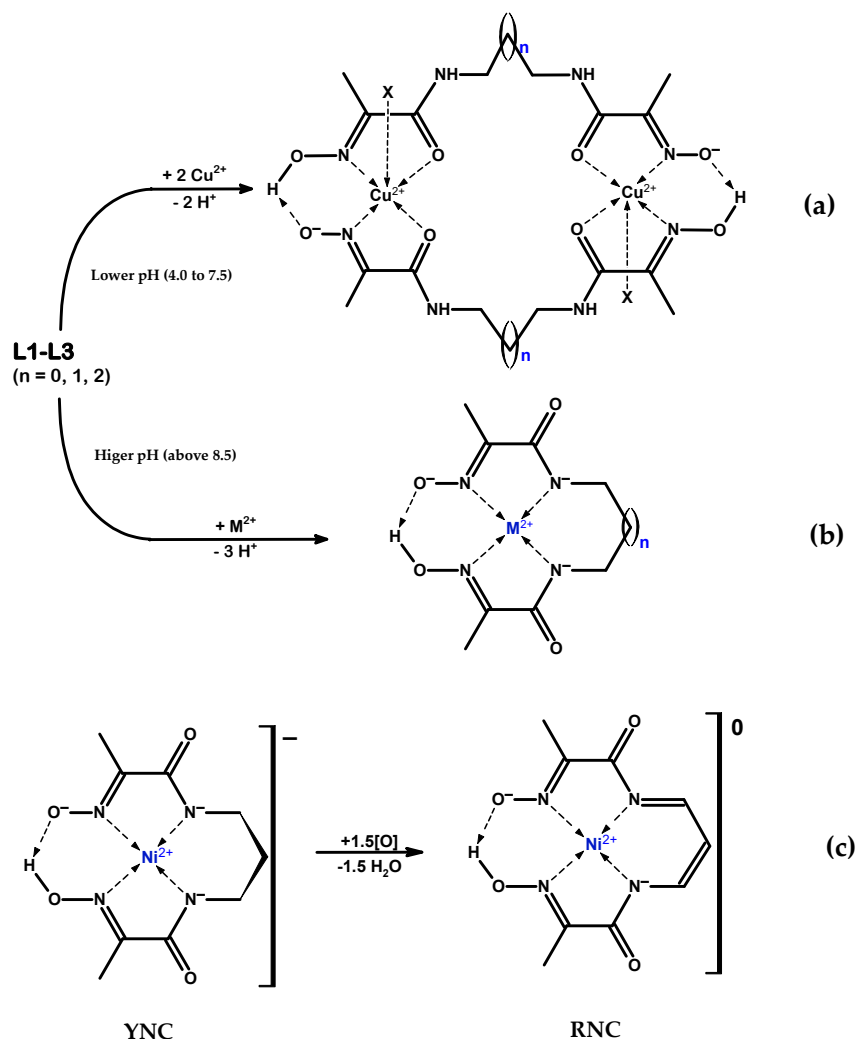 n
NH NH
X
O N O O N O⁻
+ 2 Cu²⁺
H Cu²⁺ Cu²⁺ H
- 2 H⁺
(a)
O⁻ N O O N O
Lower pH (4.0 to 7.5)
X
NH NH
n
L1-L3
(n = 0, 1, 2)
O
Higer pH (above 8.5)
O⁻ N N⁻
+ M²⁺
H M²⁺ n
- 3 H⁺
(b)
O N N⁻
O
O − O 0
O⁻ N N⁻ O⁻ N N
+1.5[O]
H Ni²⁺ H Ni²⁺
-1.5 H₂O
(c)
O N N⁻ O N N⁻
O O
YNC RNC